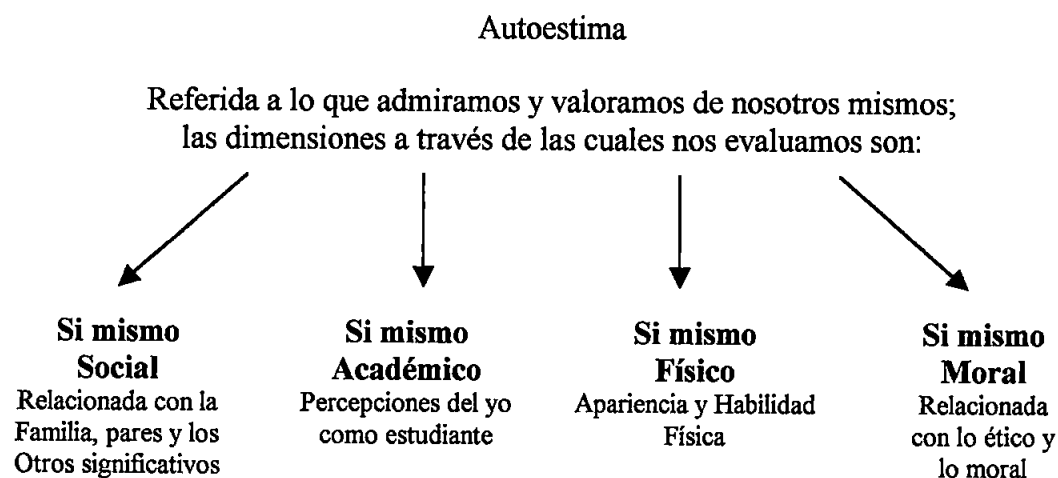 Autoestima
Referida a lo que admiramos y valoramos de nosotros mismos;
las dimensiones a través de las cuales nos evaluamos son:
Si mismo
Social
Relacionada con la
Familia, pares y los
Otros significativos
Si mismo
Académico
Percepciones del yo
como estudiante
Si mismo
Físico
Apariencia y Habilidad
Física
Si mismo
Moral
Relacionada
con lo ético y
lo moral